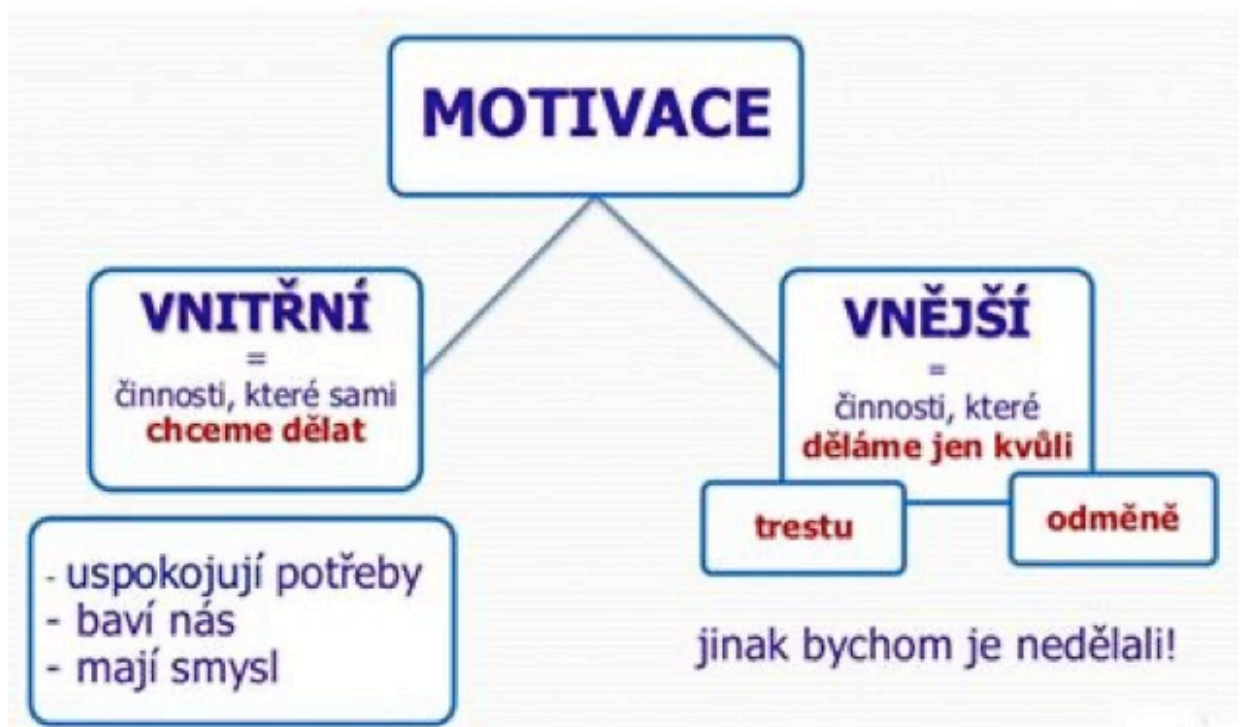 MOTIVACE
VNITŘNÍ
=
činnosti, které sami
chceme dělat
- uspokojují potřeby
- baví nás
- mají smysl
VNĚJŠÍ
=
činnosti, které
děláme jen kvůli
trestu
odměně
jinak bychom je nedělali!